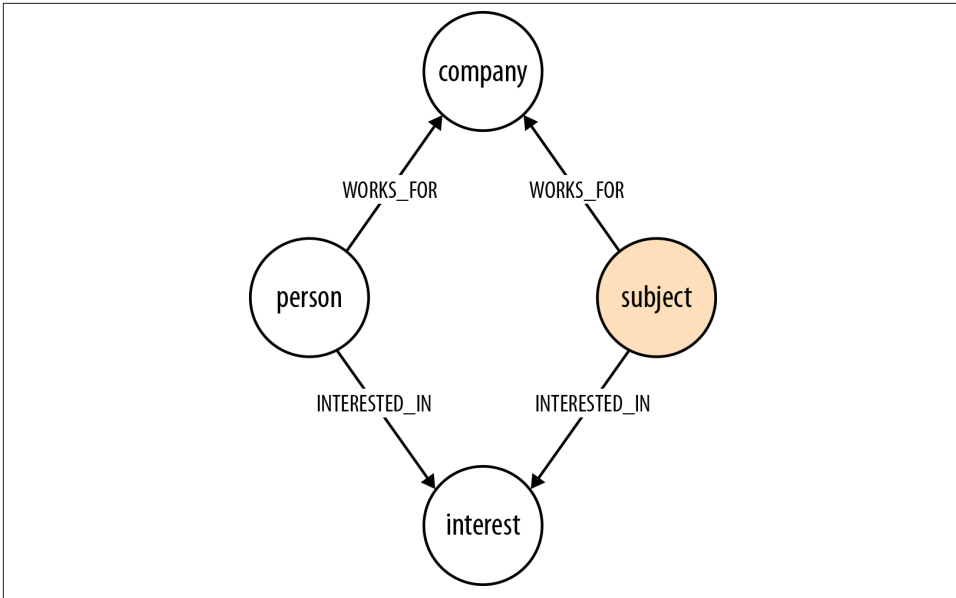 company
WORKS_FOR
WORKS_FOR
person
subject
INTERESTED_IN
INTERESTED_IN
interest